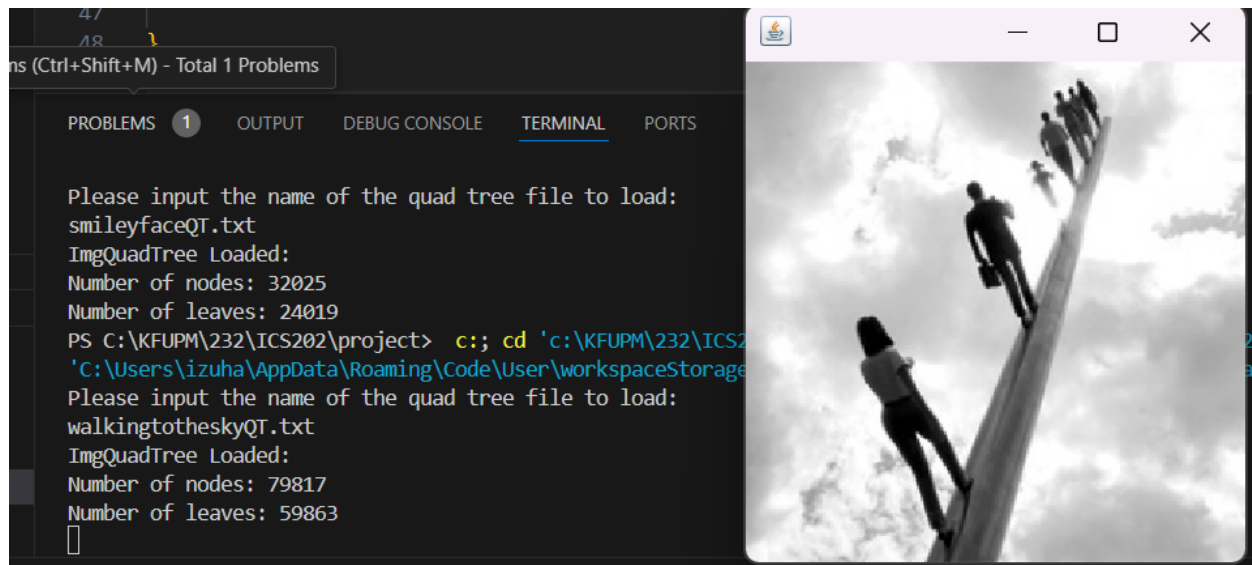 47
48 }
ns (Ctrl+Shift+M) - Total 1 Problems
PROBLEMS 1 OUTPUT DEBUG CONSOLE TERMINAL PORTS
Please input the name of the quad tree file to load:
smileyfaceQT.txt
ImgQuadTree Loaded:
Number of nodes: 32025
Number of leaves: 24019
PS C:\KFUPM\232\ICS202\project>  c:; cd 'c:\KFUPM\232\ICS2
'C:\Users\izuha\AppData\Roaming\Code\User\workspaceStorage
Please input the name of the quad tree file to load:
walkingtotheskyQT.txt
ImgQuadTree Loaded:
Number of nodes: 79817
Number of leaves: 59863